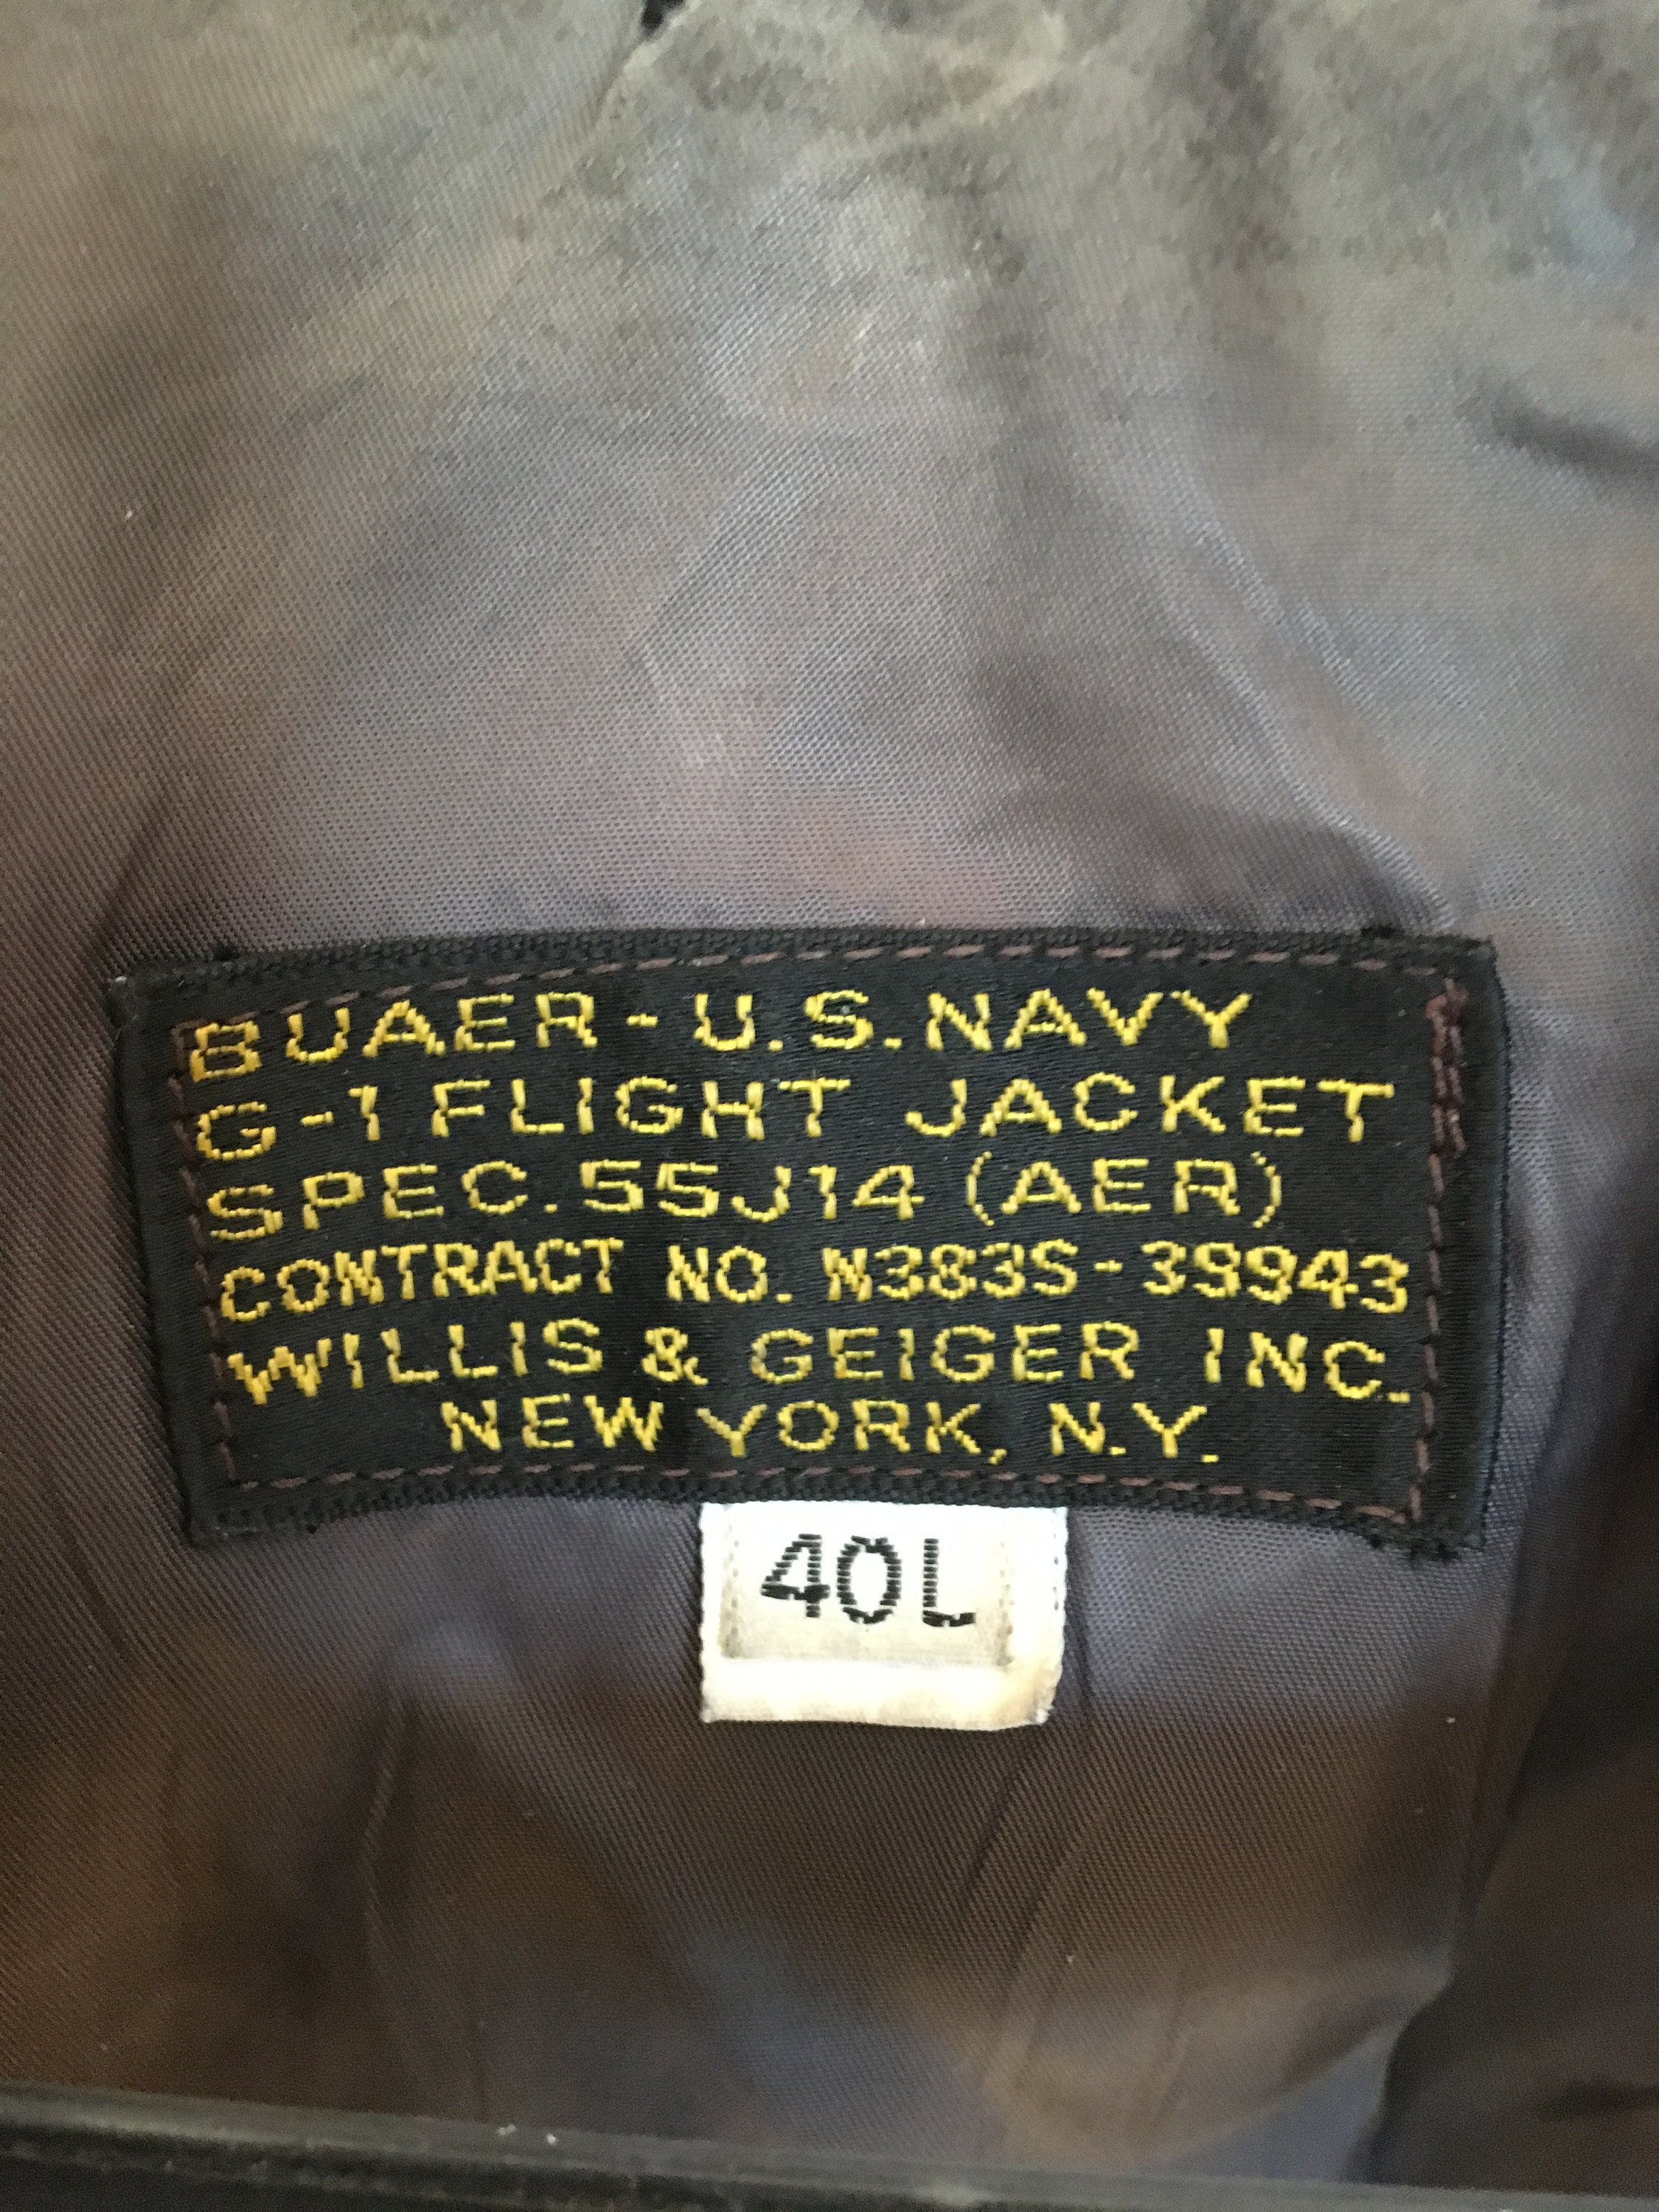 BUAER - U.S. NAVY
G-1 FLIGHT JACKET
SPEC. 55J14 (AER)
CONTRACT NO. N383S-39943
WILLIS & GEIGER INC.
NEW YORK, N.Y.
40L